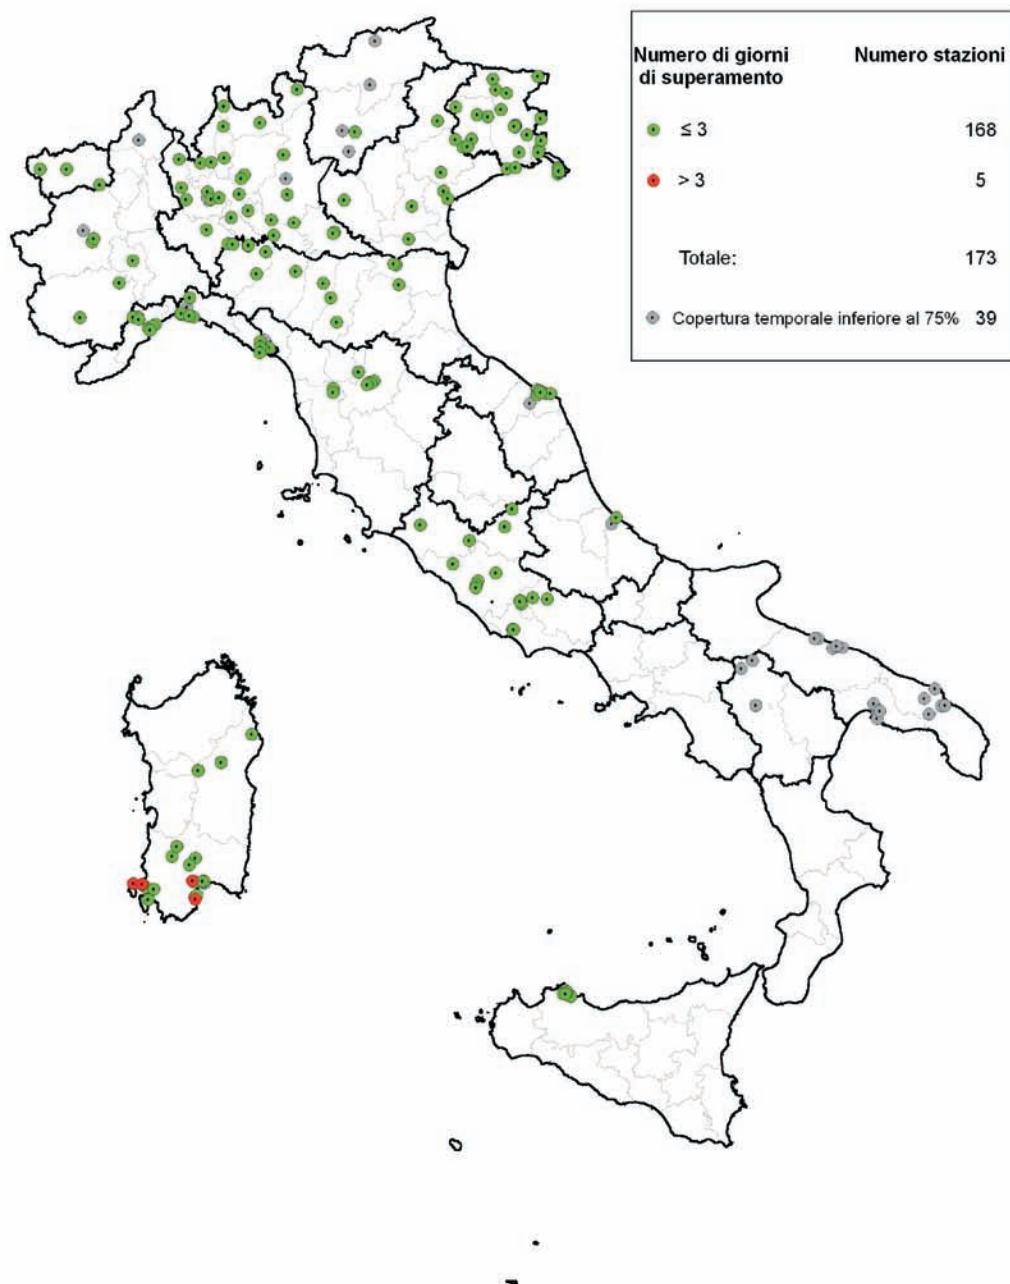 Numero di giorni di superamento Numero stazioni
≤ 3 168
> 3 5
Totale: 173
Copertura temporale inferiore al 75% 39